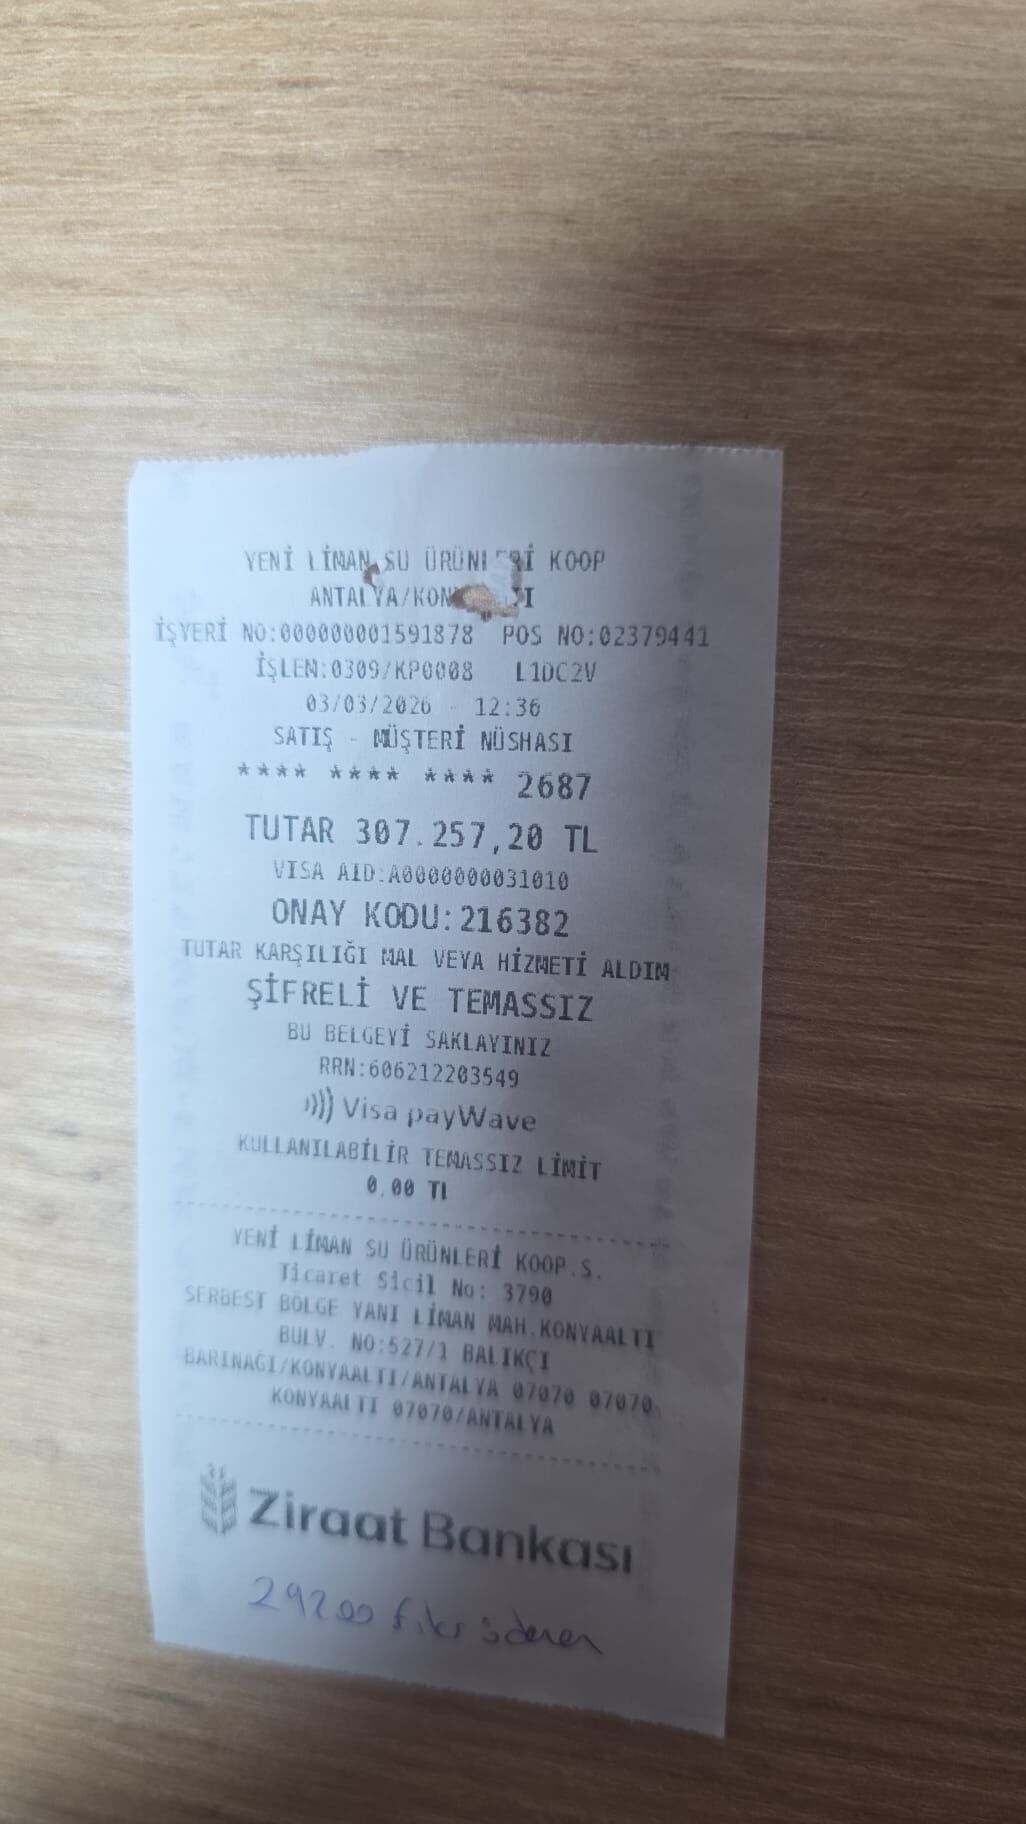 YENİ LİMAN SU ÜRÜNLERİ KOOP
ANTALYA/KONYAALTI
İŞYERİ NO:000000001591878 POS NO:02379441
İŞLEM:0309/KP0008 L1DC2V
03/03/2026 - 12:36
SATIŞ - MÜŞTERİ NÜSHASI
**** **** **** 2687
TUTAR 307.257,20 TL
VISA AID:A0000000031010
ONAY KODU:216382
TUTAR KARŞILIĞI MAL VEYA HİZMETİ ALDIM
ŞİFRELİ VE TEMASSIZ
BU BELGEYİ SAKLAYINIZ
RRN:606212203549
Visa payWave
KULLANILABİLİR TEMASSIZ LİMİT
0,00 TL
YENİ LİMAN SU ÜRÜNLERİ KOOP.S.
Ticaret Sicil No: 3790
SERBEST BÖLGE YANI LİMAN MAH.KONYAALTI
BULV. NO:527/1 BALIKÇI
BARINAĞI/KONYAALTI/ANTALYA 07070 07070
KONYAALTI 07070/ANTALYA
Ziraat Bankası